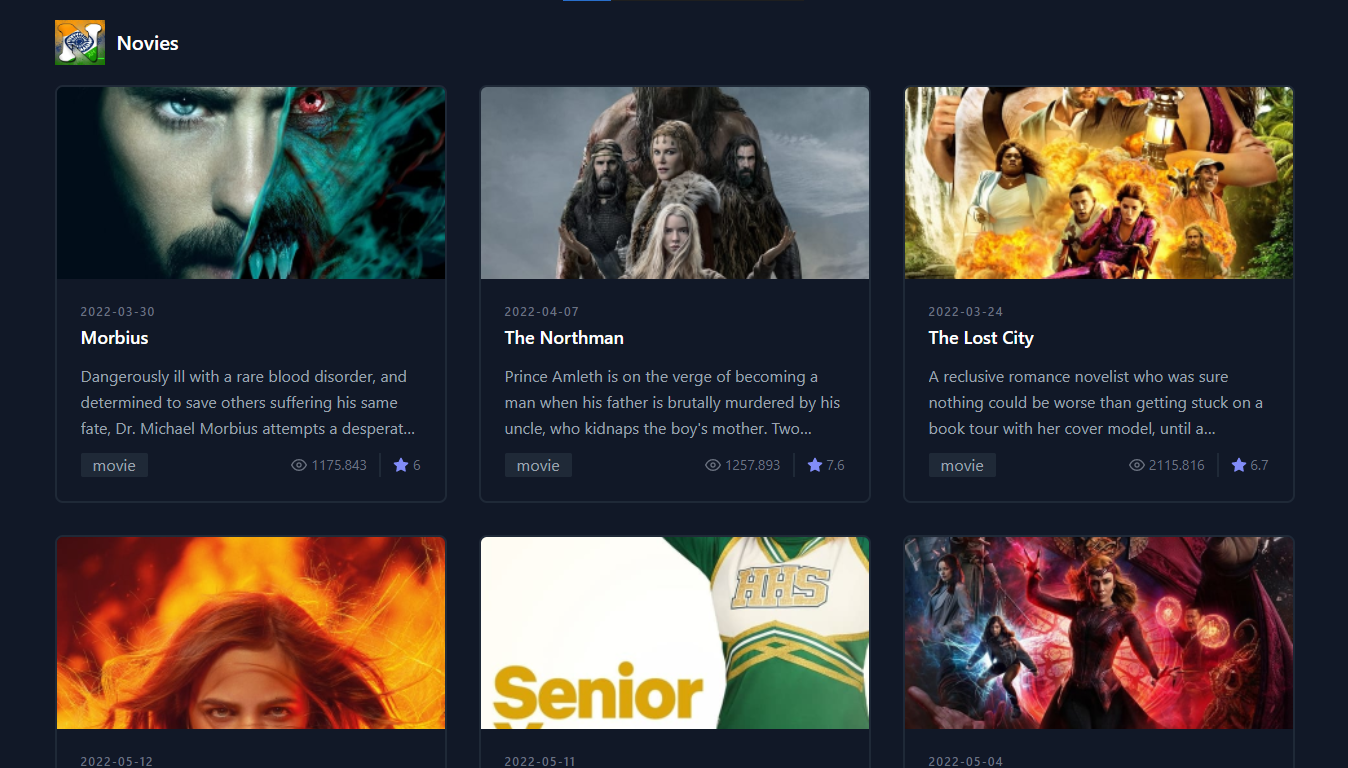 N
Novies
2022-03-30
Morbius
Dangerously ill with a rare blood disorder, and
determined to save others suffering his same
fate, Dr. Michael Morbius attempts a desperat...
movie
1175.843
6
2022-04-07
The Northman
Prince Amleth is on the verge of becoming a
man when his father is brutally murdered by his
uncle, who kidnaps the boy's mother. Two...
movie
1257.893
7.6
2022-03-24
The Lost City
A reclusive romance novelist who was sure
nothing could be worse than getting stuck on a
book tour with her cover model, until a...
movie
2115.816
6.7
2022-05-12
HHS
Senior
2022-05-11
2022-05-04